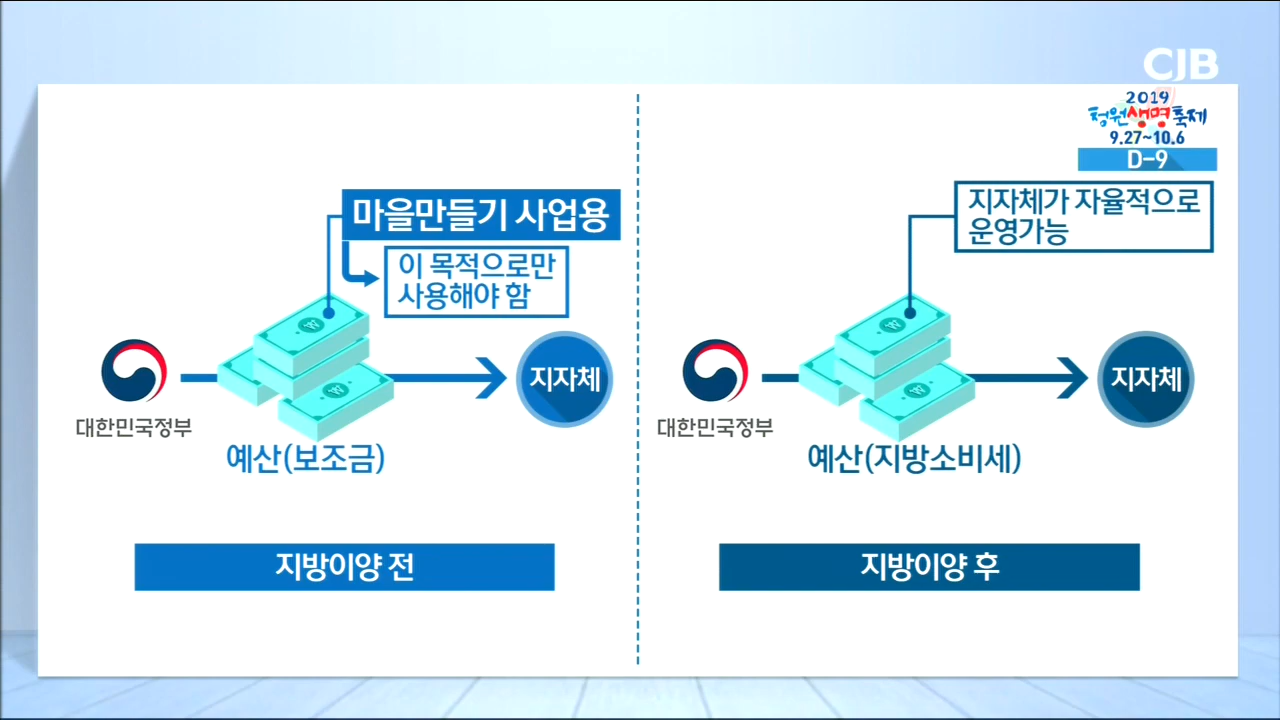 CJB
2019
청원생명축제
9.27~10.6
D-9
마을만들기 사업용
이 목적으로만
사용해야 함
대한민국정부
지자체
예산(보조금)
지방이양 전
지자체가 자율적으로
운영가능
대한민국정부
지자체
예산(지방소비세)
지방이양 후